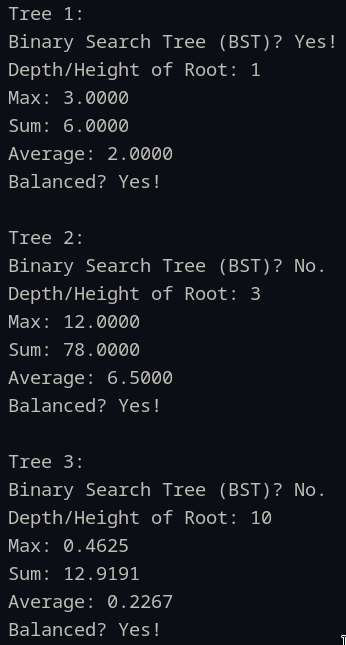 Tree 1:
Binary Search Tree (BST)? Yes!
Depth/Height of Root: 1
Max: 3.0000
Sum: 6.0000
Average: 2.0000
Balanced? Yes!
Tree 2:
Binary Search Tree (BST)? No.
Depth/Height of Root: 3
Max: 12.0000
Sum: 78.0000
Average: 6.5000
Balanced? Yes!
Tree 3:
Binary Search Tree (BST)? No.
Depth/Height of Root: 10
Max: 0.4625
Sum: 12.9191
Average: 0.2267
Balanced? Yes!